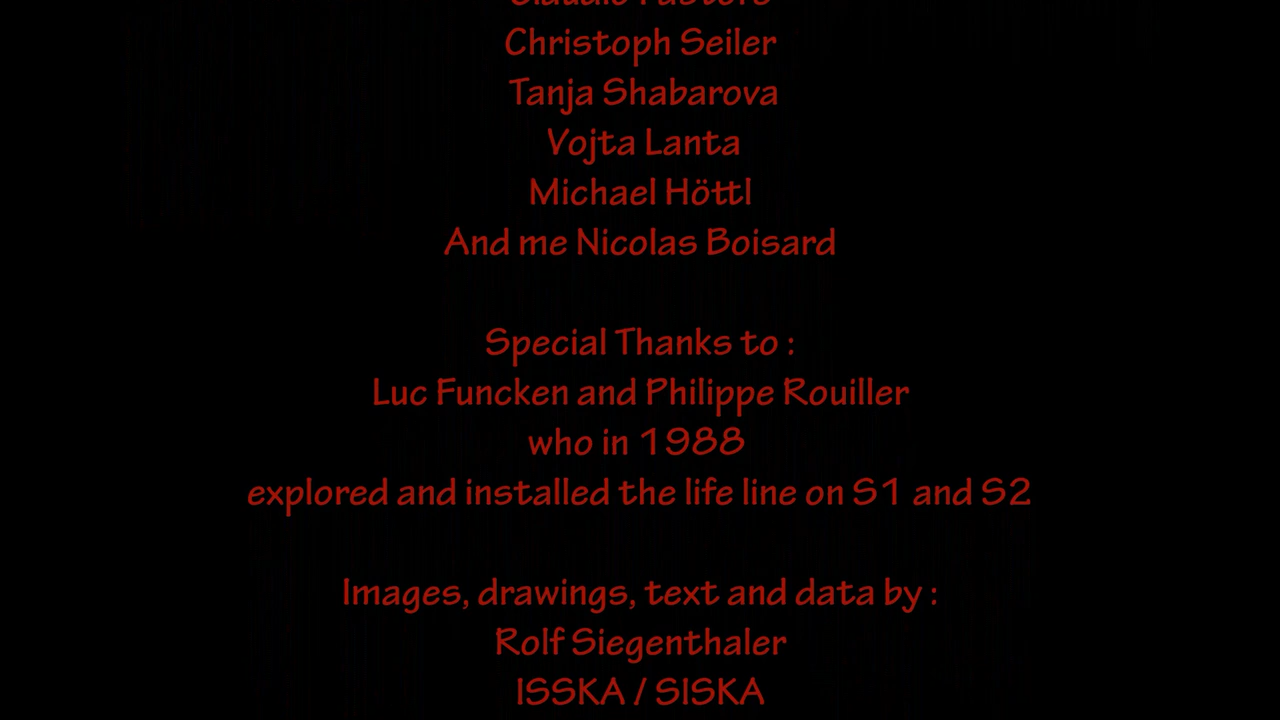 Christoph Seiler
Tanja Shabarova
Vojta Lanta
Michael Höttl
And me Nicolas Boisard
Special Thanks to :
Luc Funcken and Philippe Rouiller
who in 1988
explored and installed the life line on S1 and S2
Images, drawings, text and data by :
Rolf Siegenthaler
ISSKA / SISKA